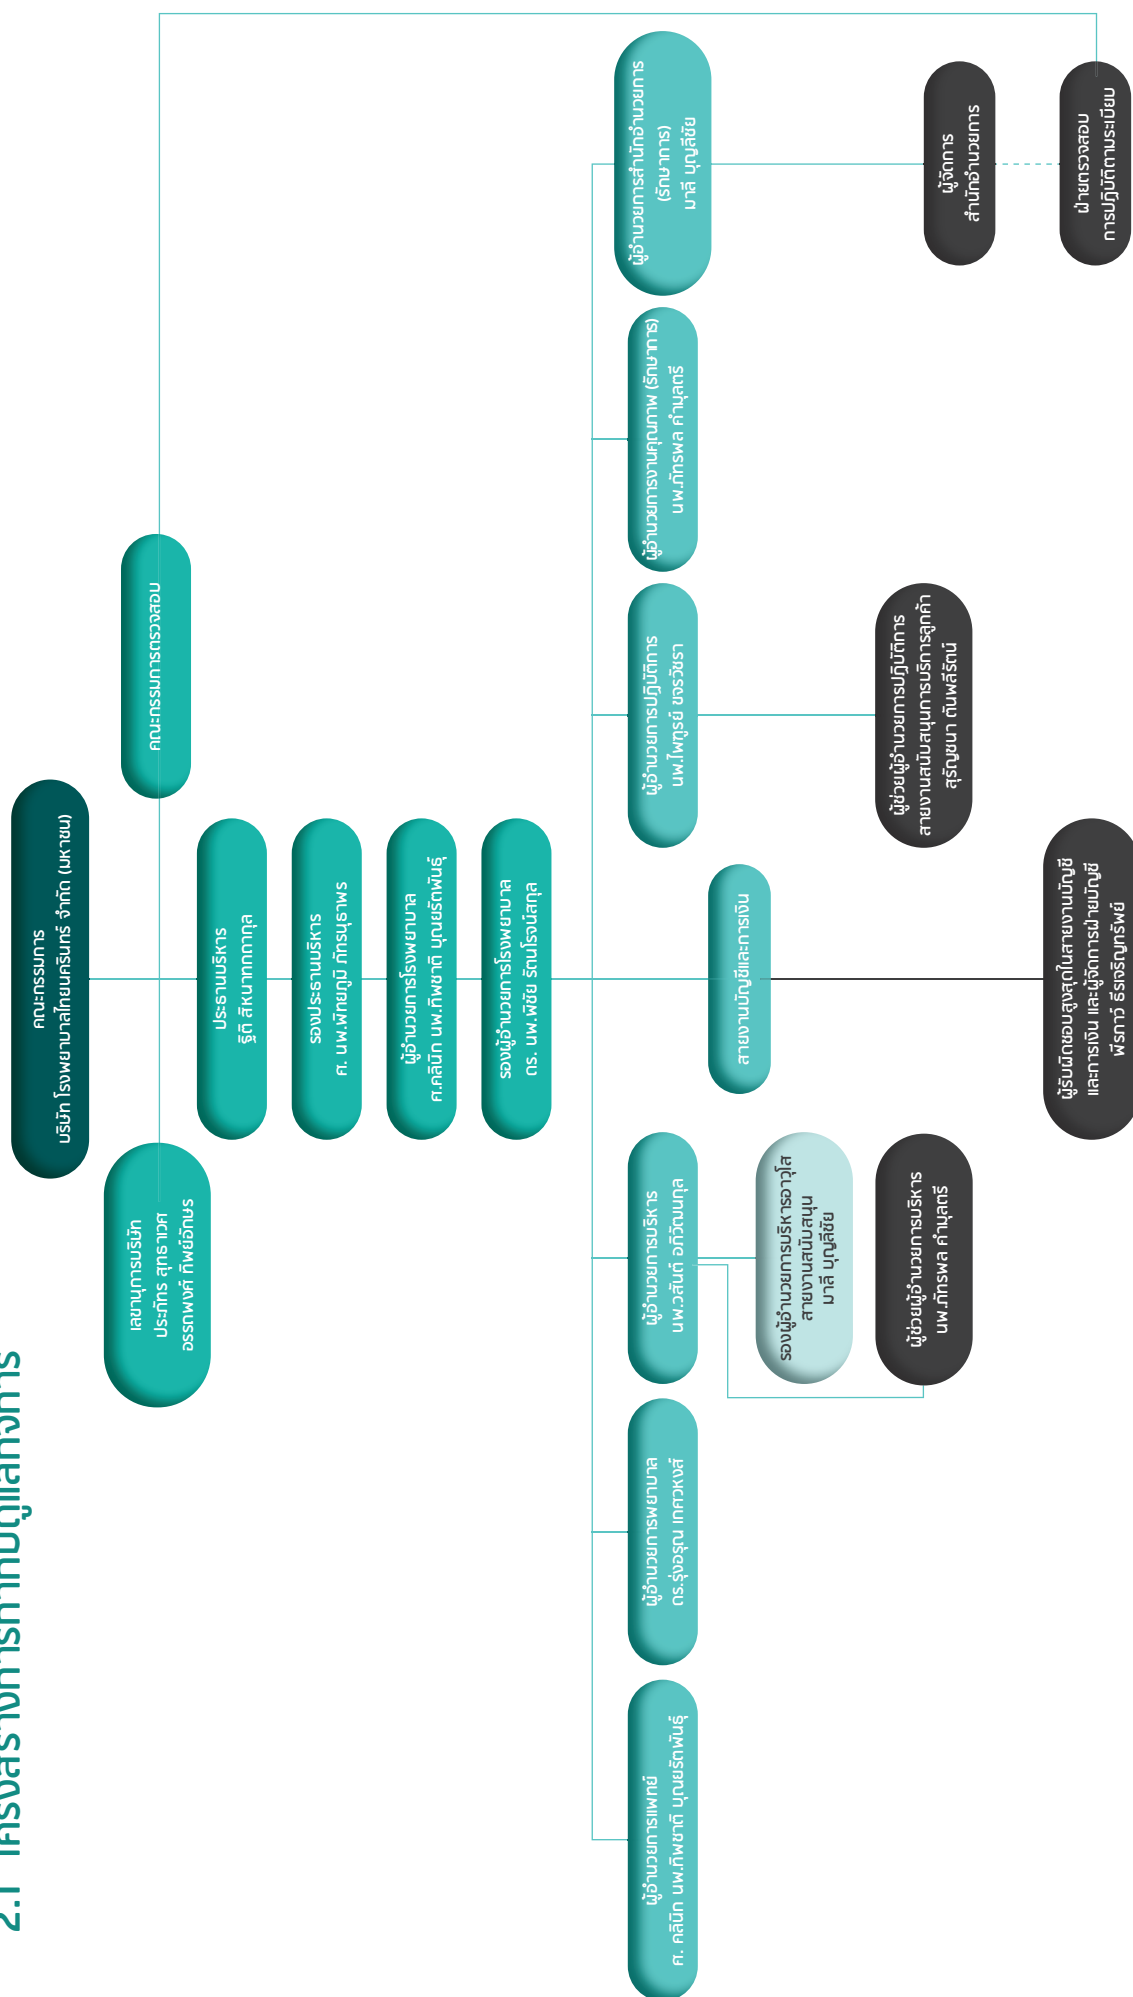 2.1 โครงสร้างการกำกับดูแลกิจการ
คณะกรรมการ
บริษัท โรงพยาบาลไทยนครินทร์ จำกัด (มหาชน)
เลขานุการบริษัท
ประภัทร สุทธาเวศ
อรรถพงศ์ ทิพย์อักษร
คณะกรรมการตรวจสอบ
ประธานบริหาร
ฐิติ สิหนาทกถากุล
รองประธานบริหาร
ศ. นพ.พิทยภูมิ ภัทรนุธาพร
ผู้อำนวยการโรงพยาบาล
ศ.คลินิก นพ.ทิพชาติ บุณยรัตพันธุ์
รองผู้อำนวยการโรงพยาบาล
ดร. นพ.พิชัย รัตนโรจน์สกุล
ผู้อำนวยการแพทย์
ศ. คลินิก นพ.ทิพชาติ บุณยรัตพันธุ์
ผู้อำนวยการพยาบาล
ดร.รุ่งอรุณ เกศวหงส์
ผู้อำนวยการบริหาร
นพ.วสันต์ อภิวัฒนกุล
สายงานบัญชีและการเงิน
ผู้อำนวยการปฏิบัติการ
นพ.ไพฑูรย์ ขจรวัชรา
ผู้อำนวยการงานคุณภาพ (รักษาการ)
นพ.ภัทรพล คำมุลตรี
ผู้อำนวยการสำนักอำนวยการ
(รักษาการ)
มาลี บุญลีชัย
รองผู้อำนวยการบริหารอาวุโส
สายงานสนับสนุน
มาลี บุญลีชัย
ผู้ช่วยผู้อำนวยการบริหาร
นพ.ภัทรพล คำมุลตรี
ผู้รับผิดชอบสูงสุดในสายงานบัญชี
และการเงิน และผู้จัดการฝ่ายบัญชี
พีรภาว์ ธีรเจริญทรัพย์
ผู้ช่วยผู้อำนวยการปฏิบัติการ
สายงานสนับสนุนการบริการลูกค้า
สุรัญชนา ตันพลีรัตน์
ผู้จัดการ
สำนักอำนวยการ
ฝ่ายตรวจสอบ
การปฏิบัติตามระเบียบ